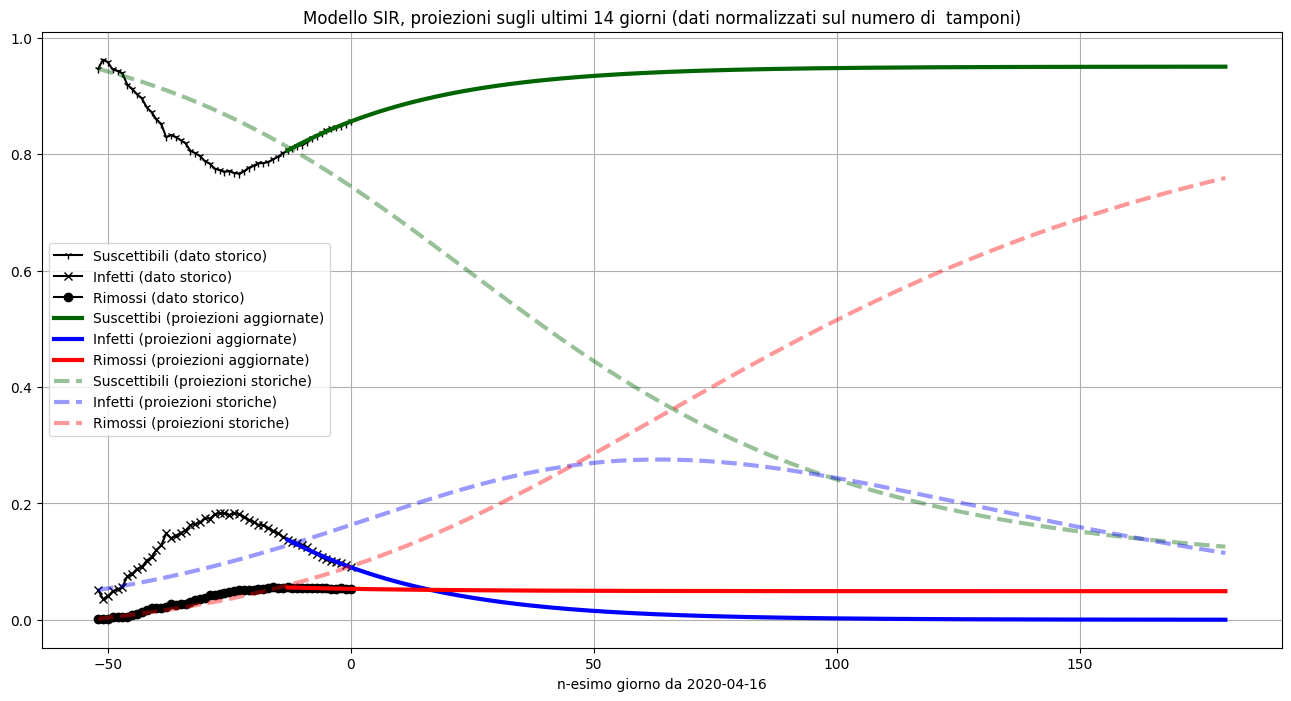 Modello SIR, proiezioni sugli ultimi 14 giorni (dati normalizzati sul numero di  tamponi)
1.0
0.8
0.6
0.4
0.2
0.0
Suscettibili (dato storico)
Infetti (dato storico)
Rimossi (dato storico)
Suscettibi (proiezioni aggiornate)
Infetti (proiezioni aggiornate)
Rimossi (proiezioni aggiornate)
Suscettibili (proiezioni storiche)
Infetti (proiezioni storiche)
Rimossi (proiezioni storiche)
−50 0 50 100 150
n-esimo giorno da 2020-04-16